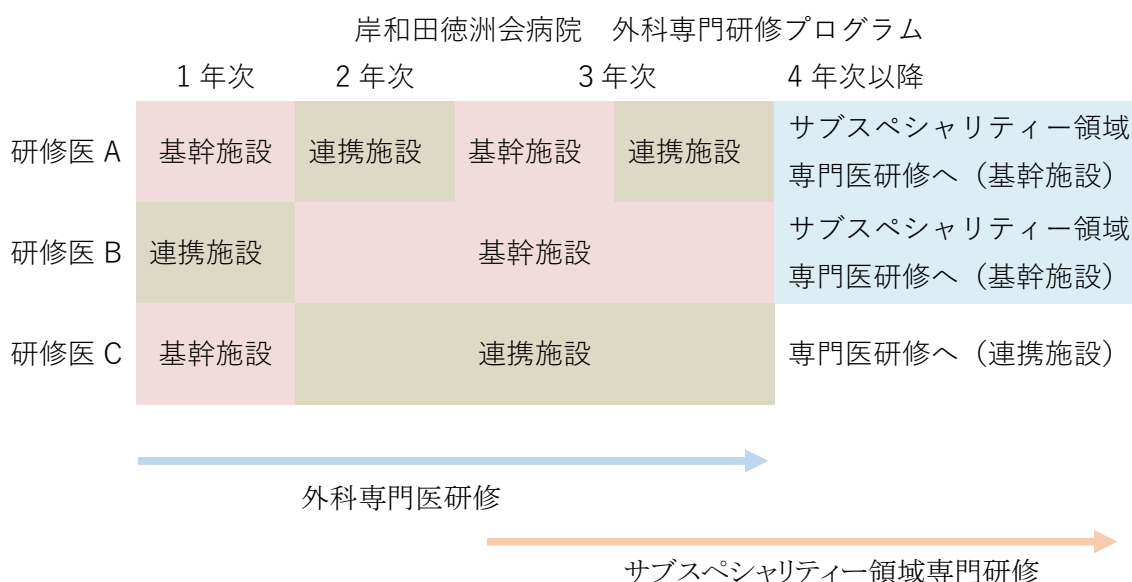 岸和田徳洲会病院　外科専門研修プログラム
1年次 2年次 3年次 4年次以降
研修医 A 基幹施設 連携施設 基幹施設 連携施設 サブスペシャリティー領域
専門医研修へ（基幹施設）
研修医 B 連携施設 基幹施設 サブスペシャリティー領域
専門医研修へ（基幹施設）
研修医 C 基幹施設 連携施設 専門医研修へ（連携施設）
外科専門医研修
サブスペシャリティー領域専門研修